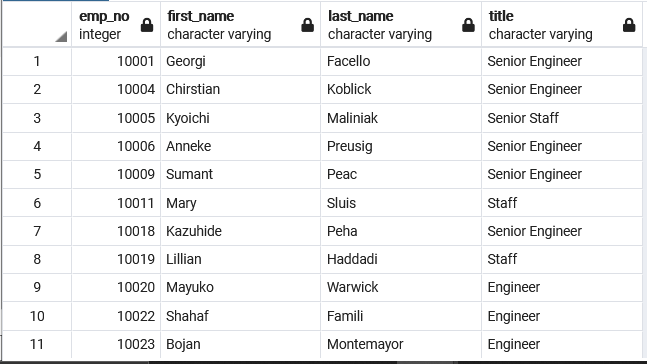 emp_no first_name last_name title
integer character varying character varying character varying
1 10001 Georgi Facello Senior Engineer
2 10004 Chirstian Koblick Senior Engineer
3 10005 Kyoichi Maliniak Senior Staff
4 10006 Anneke Preusig Senior Engineer
5 10009 Sumant Peac Senior Engineer
6 10011 Mary Sluis Staff
7 10018 Kazuhide Peha Senior Engineer
8 10019 Lillian Haddadi Staff
9 10020 Mayuko Warwick Engineer
10 10022 Shahaf Famili Engineer
11 10023 Bojan Montemayor Engineer